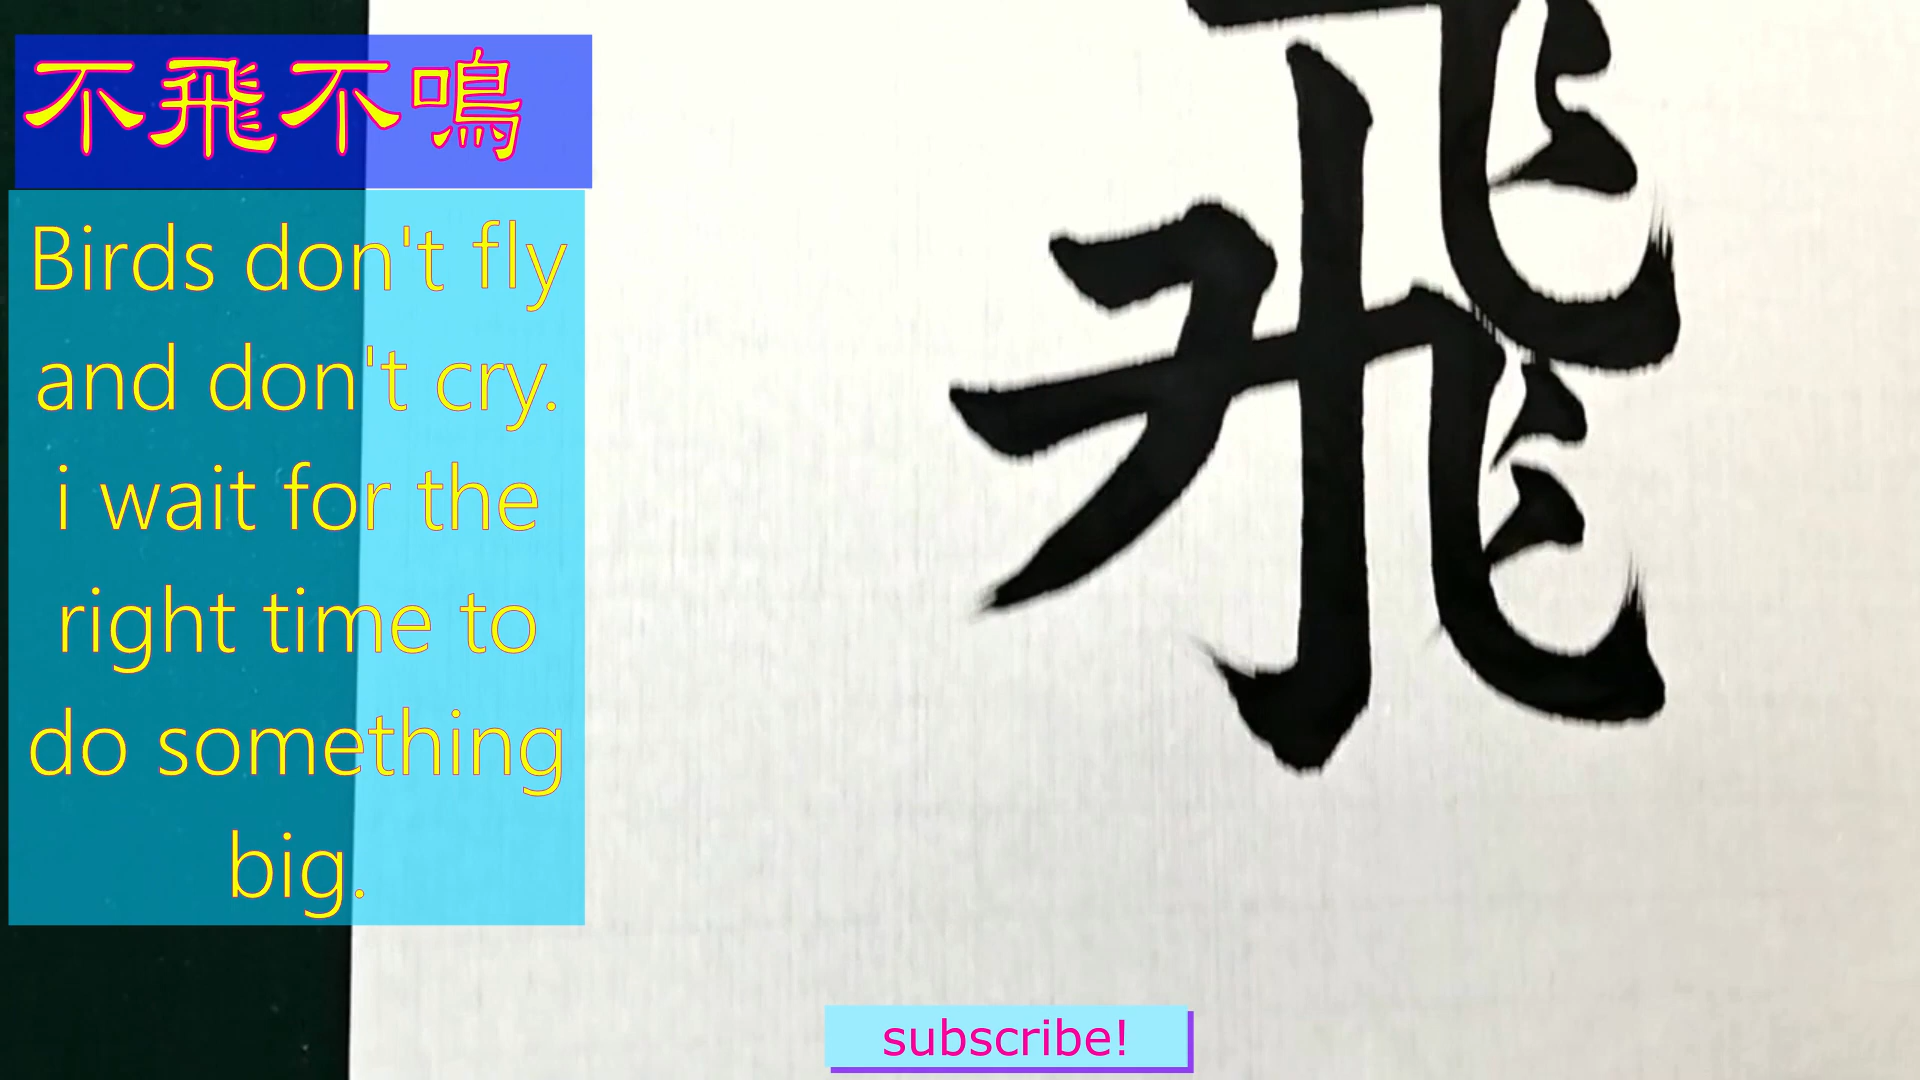 不飛不鳴
Birds don't fly
and don't cry.
i wait for the
right time to
do something
big.
飛
subscribe!